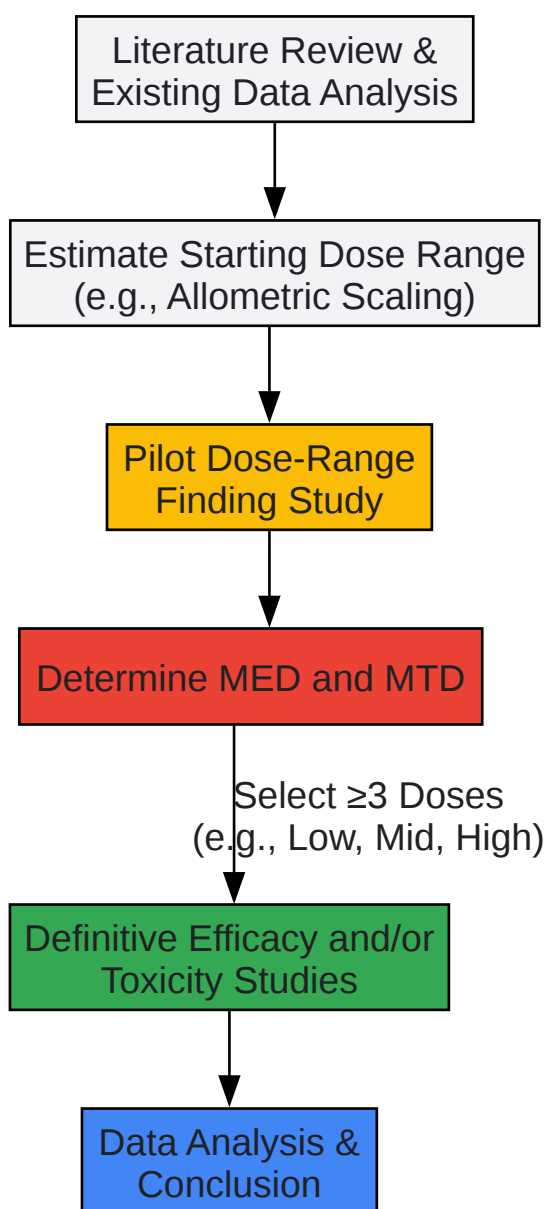 Literature Review &
Existing Data Analysis
Estimate Starting Dose Range
(e.g., Allometric Scaling)
Pilot Dose-Range
Finding Study
Determine MED and MTD
Select ≥3 Doses
(e.g., Low, Mid, High)
Definitive Efficacy and/or
Toxicity Studies
Data Analysis &
Conclusion